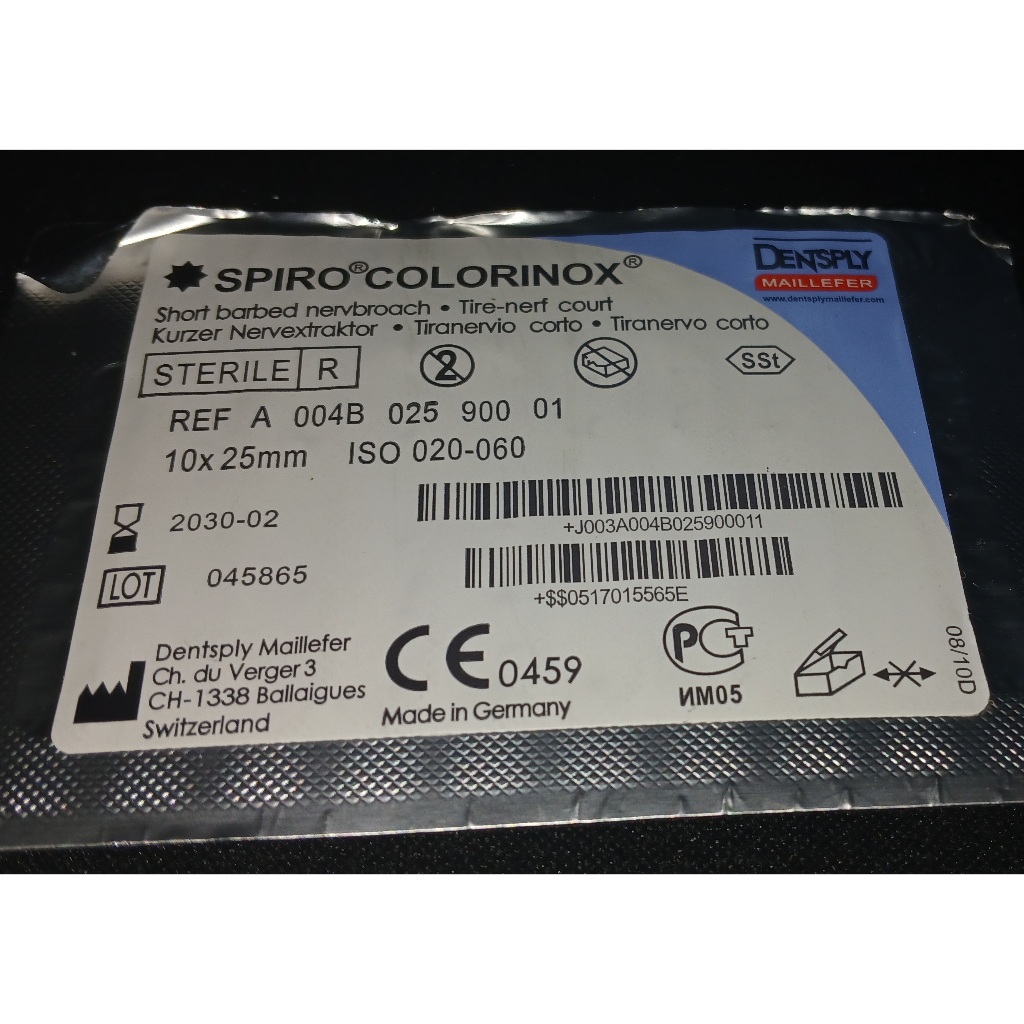 SPIRO®COLORINOX®
DENTSPLY
MAILLEFER
www.dentsplymaillefer.com
Short barbed nervbroach • Tire-nerf court
Kurzer Nervextraktor • Tiranervio corto • Tiranervo corto
STERILE R
2
SSt
REF A 004B 025 900 01
10x25mm ISO 020-060
2030-02
+J003A004B025900011
LOT 045865
+$$0517015565E
Dentsply Maillefer
Ch. du Verger 3
CH-1338 Ballaigues
Switzerland
CE 0459
Made in Germany
РСТ
ИМ05
08/10D